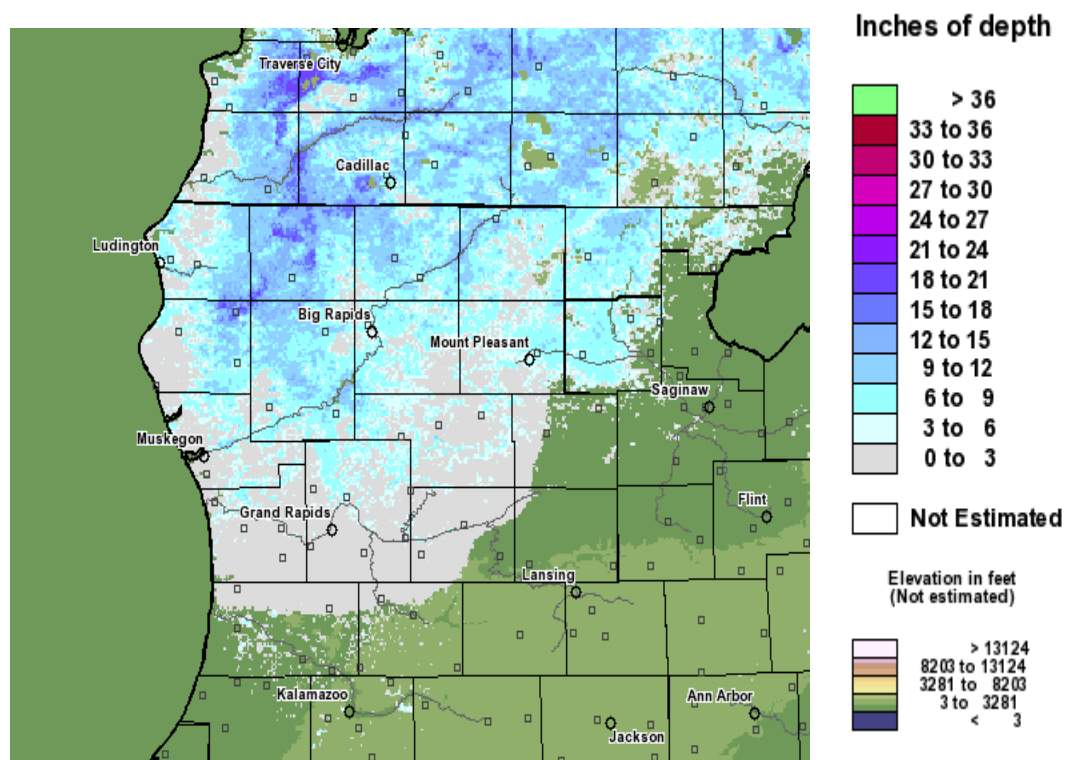 Traverse City
Cadillac
Ludington
Big Rapids
Mount Pleasant
Saginaw
Muskegon
Flint
Grand Rapids
Lansing
Kalamazoo
Ann Arbor
Jackson
Inches of depth
> 36
33 to 36
30 to 33
27 to 30
24 to 27
21 to 24
18 to 21
15 to 18
12 to 15
9 to 12
6 to 9
3 to 6
0 to 3
Not Estimated
Elevation in feet
(Not estimated)
> 13124
8203 to 13124
3281 to 8203
3 to 3281
< 3